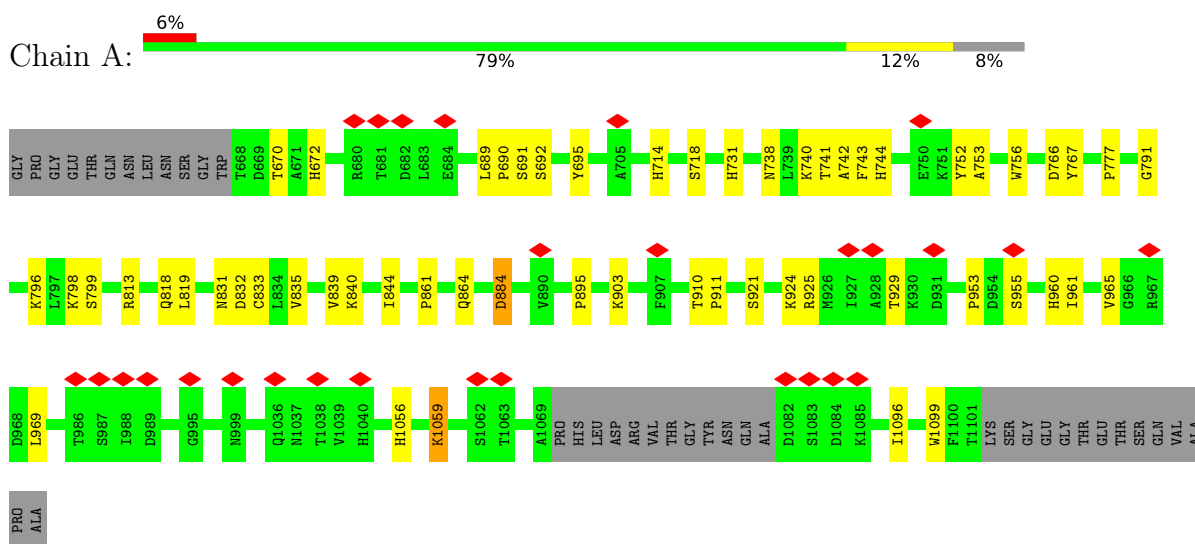 6%
Chain A:
79% 12% 8%
GLY PRO GLY GLU THR GLN ASN LEU ASN SER GLY TRP T668 D669 T670 A671 H672 R680 T681 D682 L683 E684 L689 P690 S691 S692 Y695 A705 H714 S718 H731 N738 L739 K740 T741 A742 F743 H744 E750 K751 Y752 A753 W756 D766 Y767 P777 G791
K796 L797 K798 S799 R813 Q818 L819 N831 D832 C833 L834 V835 V839 K840 I844 P861 Q864 D884 V890 P895 K903 F907 T910 P911 S921 K924 R925 M926 I927 A928 T929 K930 D931 P953 D954 S955 H960 I961 V965 G966 R967
D968 L969 T986 S987 I988 D989 G995 N999 Q1036 N1037 T1038 V1039 H1040 H1056 K1059 S1062 T1063 A1069 PRO HIS LEU ASP ARG VAL THR GLY TYR ASN GLN ALA D1082 S1083 D1084 K1085 I1096 W1099 F1100 T1101 LYS SER GLY GLU GLY THR GLU THR SER GLN VAL ALA
PRO ALA